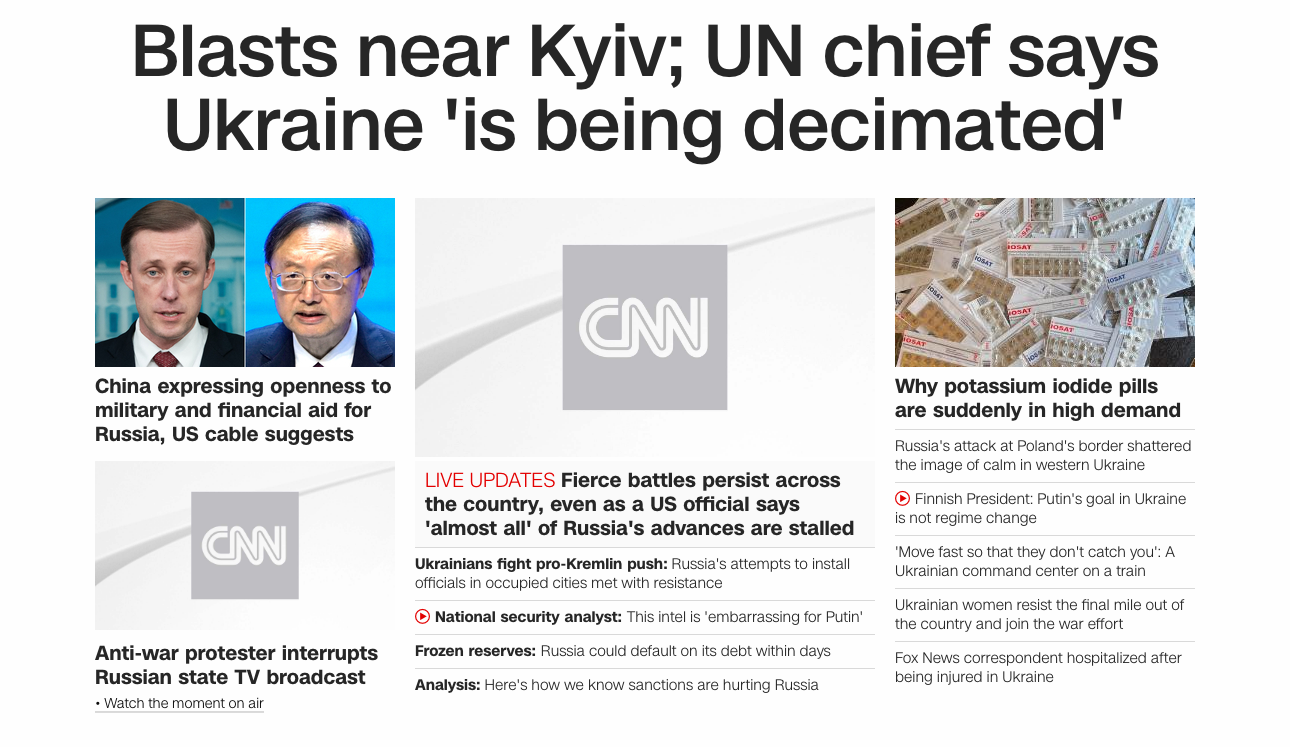 Blasts near Kyiv; UN chief says
Ukraine 'is being decimated'
China expressing openness to
military and financial aid for
Russia, US cable suggests
CNN
Anti-war protester interrupts
Russian state TV broadcast
• Watch the moment on air
CNN
LIVE UPDATES Fierce battles persist across
the country, even as a US official says
'almost all' of Russia's advances are stalled
Ukrainians fight pro-Kremlin push: Russia's attempts to install
officials in occupied cities met with resistance
National security analyst: This intel is 'embarrassing for Putin'
Frozen reserves: Russia could default on its debt within days
Analysis: Here's how we know sanctions are hurting Russia
IOSAT
IOSAT
IOSAT
IOSAT
IOSAT
IOSAT
Why potassium iodide pills
are suddenly in high demand
Russia's attack at Poland's border shattered
the image of calm in western Ukraine
Finnish President: Putin's goal in Ukraine
is not regime change
'Move fast so that they don't catch you': A
Ukrainian command center on a train
Ukrainian women resist the final mile out of
the country and join the war effort
Fox News correspondent hospitalized after
being injured in Ukraine